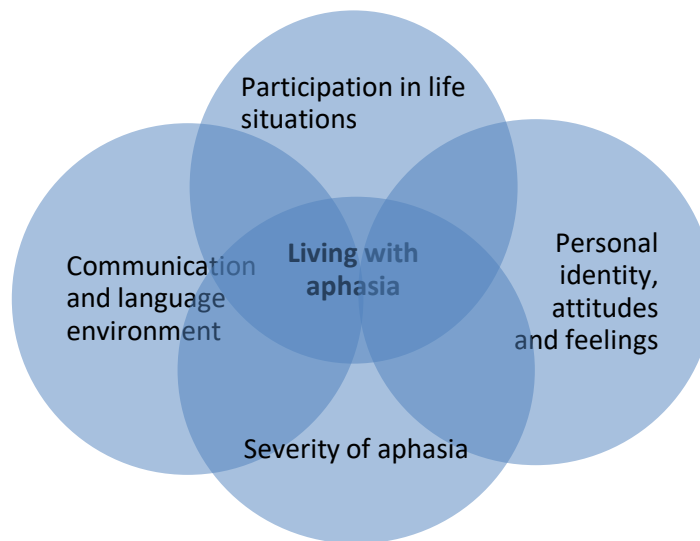 Participation in life
situations
Communication
and language
environment
Living with
aphasia
Personal
identity,
attitudes
and feelings
Severity of aphasia